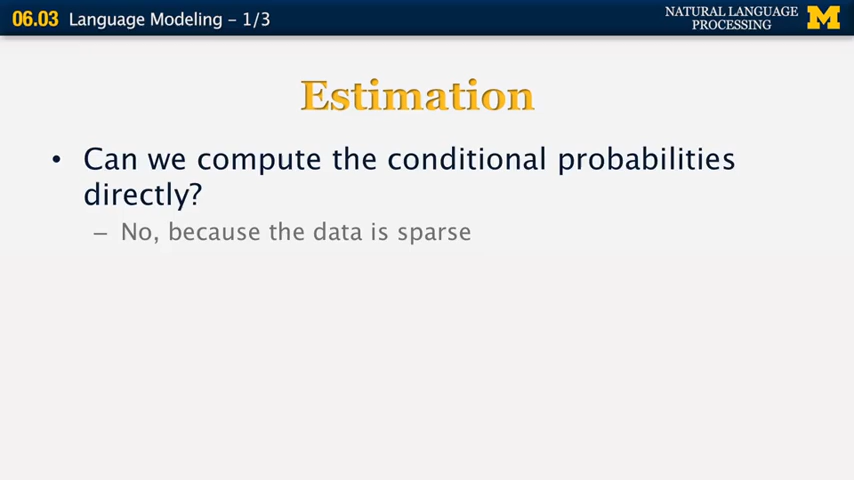 06.03 Language Modeling – 1/3
NATURAL LANGUAGE
PROCESSING
M
Estimation
• Can we compute the conditional probabilities
directly?
– No, because the data is sparse